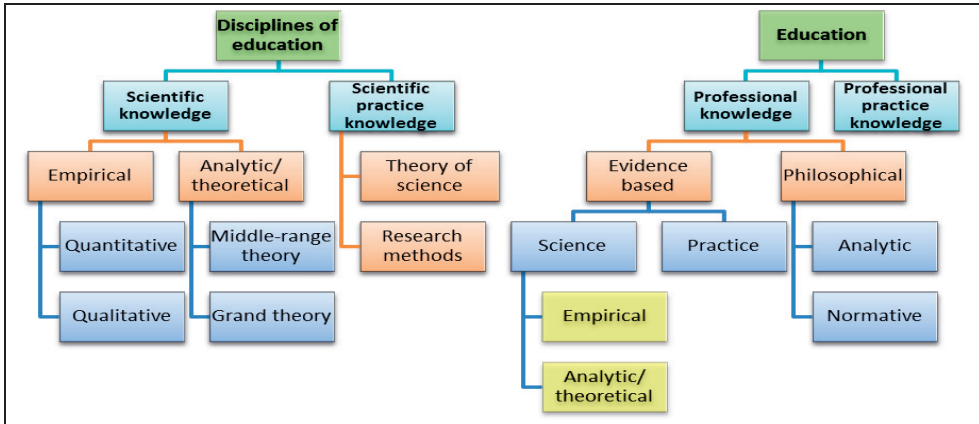 Disciplines of
education
Scientific
knowledge
Scientific
practice
knowledge
Empirical
Analytic/
theoretical
Theory of
science
Quantitative
Middle-range
theory
Research
methods
Qualitative
Grand theory
Education
Professional
knowledge
Professional
practice
knowledge
Evidence
based
Philosophical
Science
Practice
Analytic
Empirical
Normative
Analytic/
theoretical